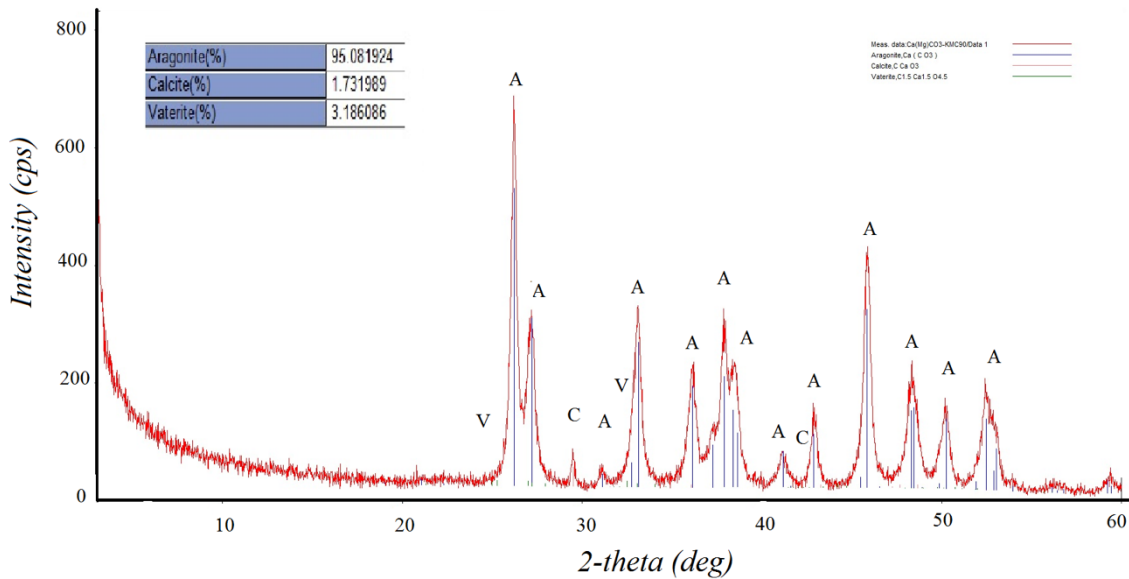 800
600
400
200
0
10
20
30
40
50
60
Intensity (cps)
2-theta (deg)
Aragonite(%) 95.081924
Calcite(%) 1.731989
Vaterite(%) 3.186086
Meas. data:Ca(Mg)CO3-KMC90/Data 1
Aragonite,Ca ( C O3 )
Calcite,C Ca O3
Vaterite,C1.5 Ca1.5 O4.5
V
A
A
C
A
V
A
A
A
A
A
C
A
A
A
A
A